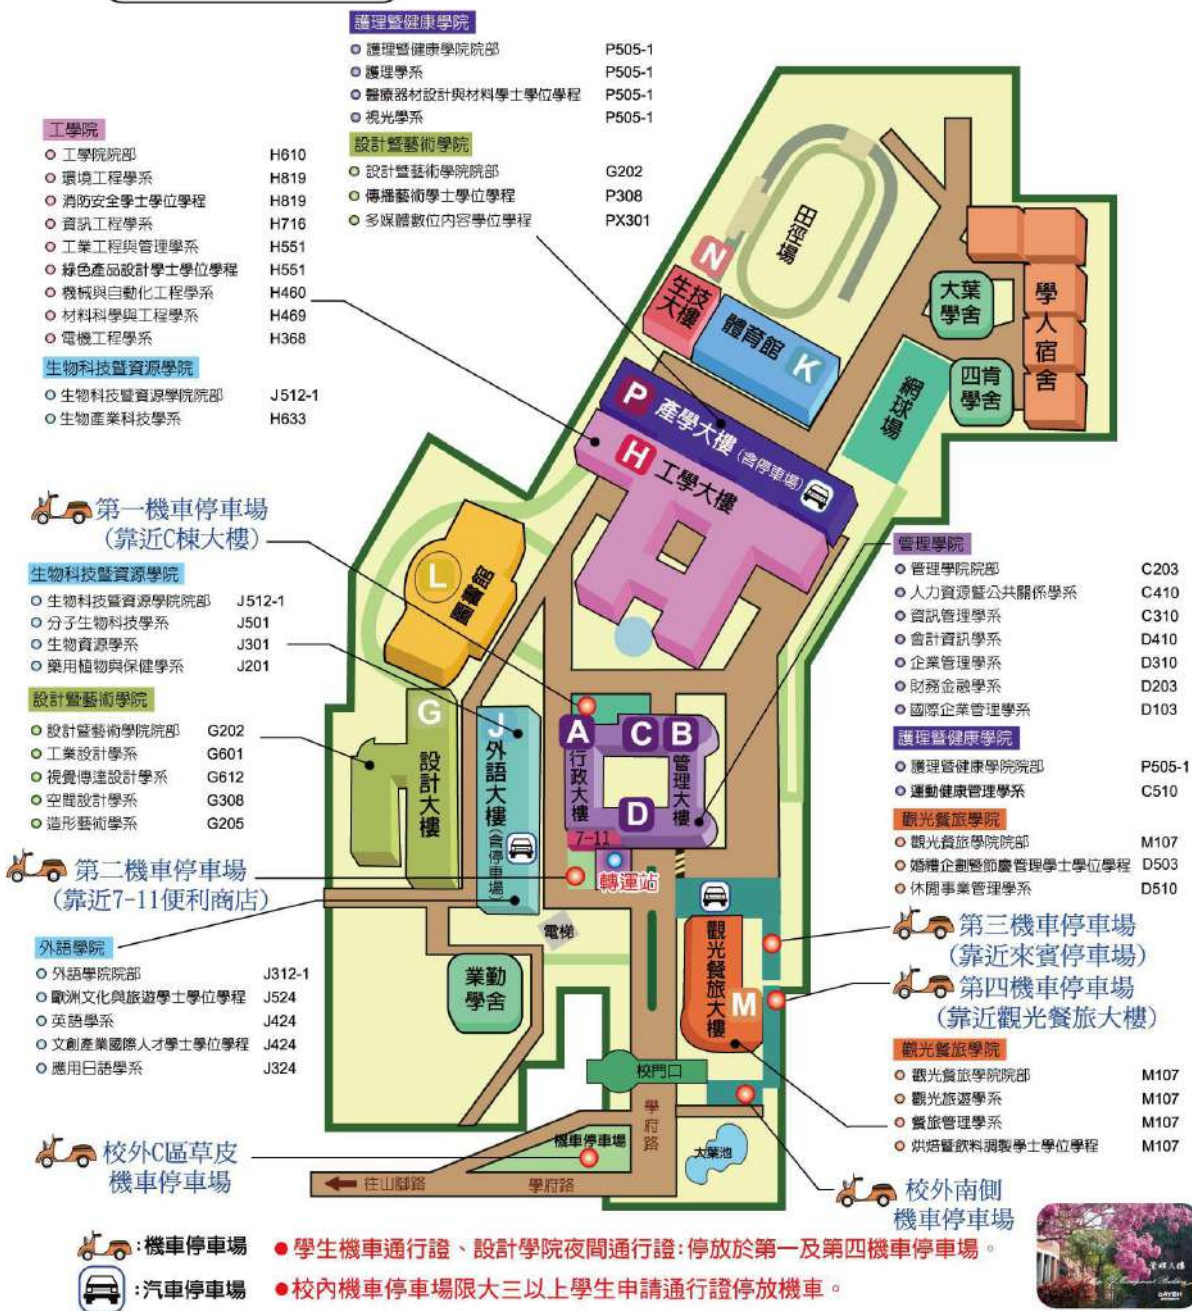 護理暨健康學院
護理暨健康學院院部 P505-1
護理學系 P505-1
醫療器材設計與材料學士學位學程 P505-1
視光學系 P505-1
設計暨藝術學院
設計暨藝術學院院部 G202
傳播藝術學士學位學程 P308
多媒體數位內容學位學程 PX301
工學院
工學院院部 H610
環境工程學系 H819
消防安全學士學位學程 H819
資訊工程學系 H716
工業工程與管理學系 H551
綠色產品設計學士學位學程 H551
機械與自動化工程學系 H460
材料科學與工程學系 H469
電機工程學系 H368
生物科技暨資源學院
生物科技暨資源學院院部 J512-1
生物產業科技學系 H633
田徑場
N
生技大樓
體育館 K
大葉學舍
四肯學舍
學人宿舍
網球場
P 產學大樓(含停車場)
H 工學大樓
第一機車停車場
(靠近C棟大樓)
L 圖書館
生物科技暨資源學院
生物科技暨資源學院院部 J512-1
分子生物科技學系 J501
生物資源學系 J301
藥用植物與保健學系 J201
設計暨藝術學院
設計暨藝術學院院部 G202
工業設計學系 G601
視覺傳達設計學系 G612
空間設計學系 G308
造形藝術學系 G205
管理學院
管理學院院部 C203
人力資源暨公共關係學系 C410
資訊管理學系 C310
會計資訊學系 D410
企業管理學系 D310
財務金融學系 D203
國際企業管理學系 D103
護理暨健康學院
護理暨健康學院院部 P505-1
運動健康管理學系 C510
觀光餐旅學院
觀光餐旅學院院部 M107
婚禮企劃暨節慶管理學士學位學程 D503
休閒事業管理學系 D510
G 設計大樓
J 外語大樓(含停車場)
A 行政大樓
C
B 管理大樓
D
7-11
轉運站
第二機車停車場
(靠近7-11便利商店)
電梯
業勤學舍
觀光餐旅大樓 M
第三機車停車場
(靠近來賓停車場)
第四機車停車場
(靠近觀光餐旅大樓)
外語學院
外語學院院部 J312-1
歐洲文化與旅遊學士學位學程 J524
英語學系 J424
文創產業國際人才學士學位學程 J424
應用日語學系 J324
觀光餐旅學院
觀光餐旅學院院部 M107
觀光旅遊學系 M107
餐旅管理學系 M107
烘焙暨飲料調製學士學位學程 M107
校門口
學府路
機車停車場
大葉池
校外C區草皮
機車停車場
往山腳路 學府路
校外南側
機車停車場
:機車停車場 ●學生機車通行證、設計學院夜間通行證:停放於第一及第四機車停車場。
:汽車停車場 ●校內機車停車場限大三以上學生申請通行證停放機車。
管理大樓